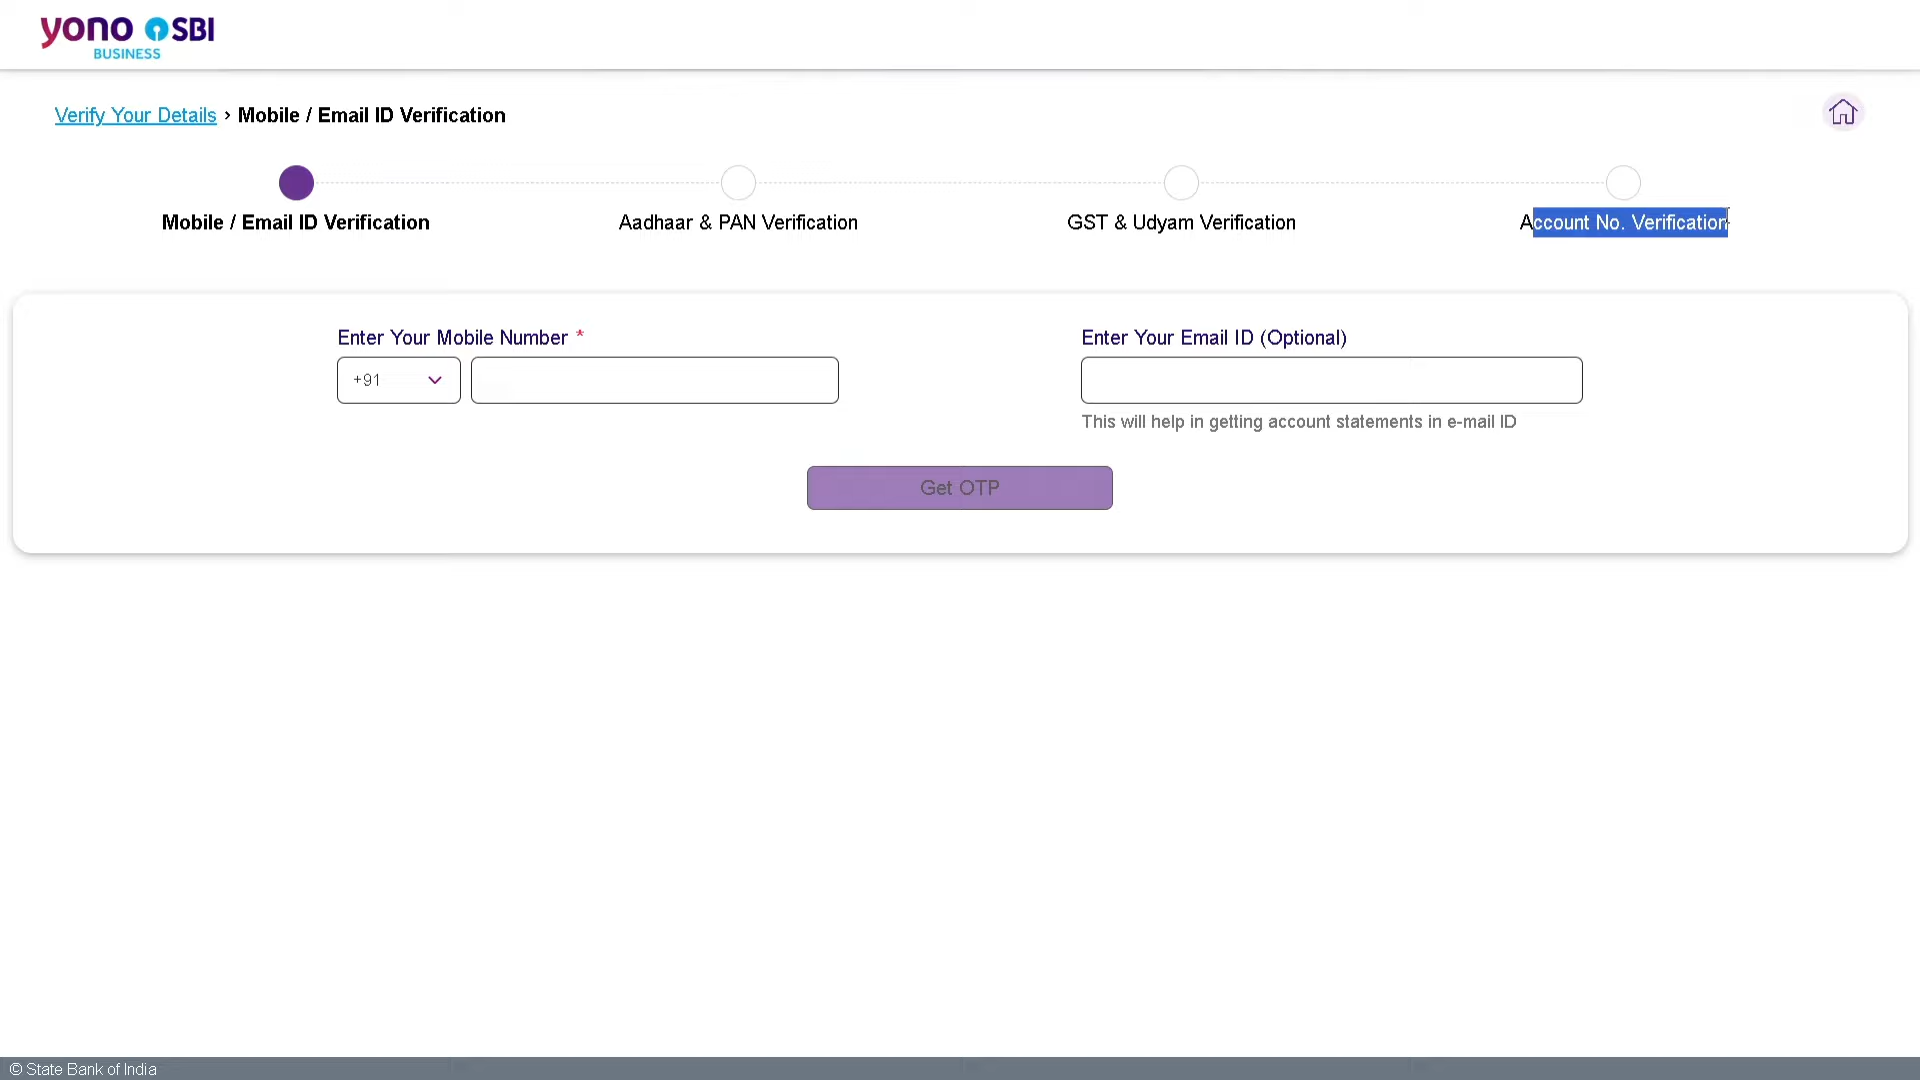 yono SBI
BUSINESS
Verify Your Details › Mobile / Email ID Verification
Mobile / Email ID Verification
Aadhaar & PAN Verification
GST & Udyam Verification
Account No. Verification
Enter Your Mobile Number *
Enter Your Email ID (Optional)
+91
This will help in getting account statements in e-mail ID
Get OTP
© State Bank of India